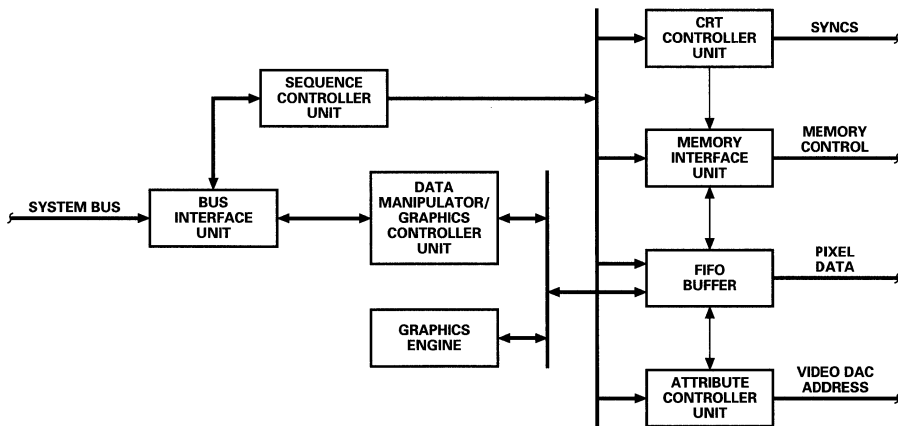 CRT
CONTROLLER
UNIT
SYNCS
SEQUENCE
CONTROLLER
UNIT
MEMORY
INTERFACE
UNIT
MEMORY
CONTROL
SYSTEM BUS
BUS
INTERFACE
UNIT
DATA
MANIPULATOR/
GRAPHICS
CONTROLLER
UNIT
FIFO
BUFFER
PIXEL
DATA
GRAPHICS
ENGINE
ATTRIBUTE
CONTROLLER
UNIT
VIDEO DAC
ADDRESS